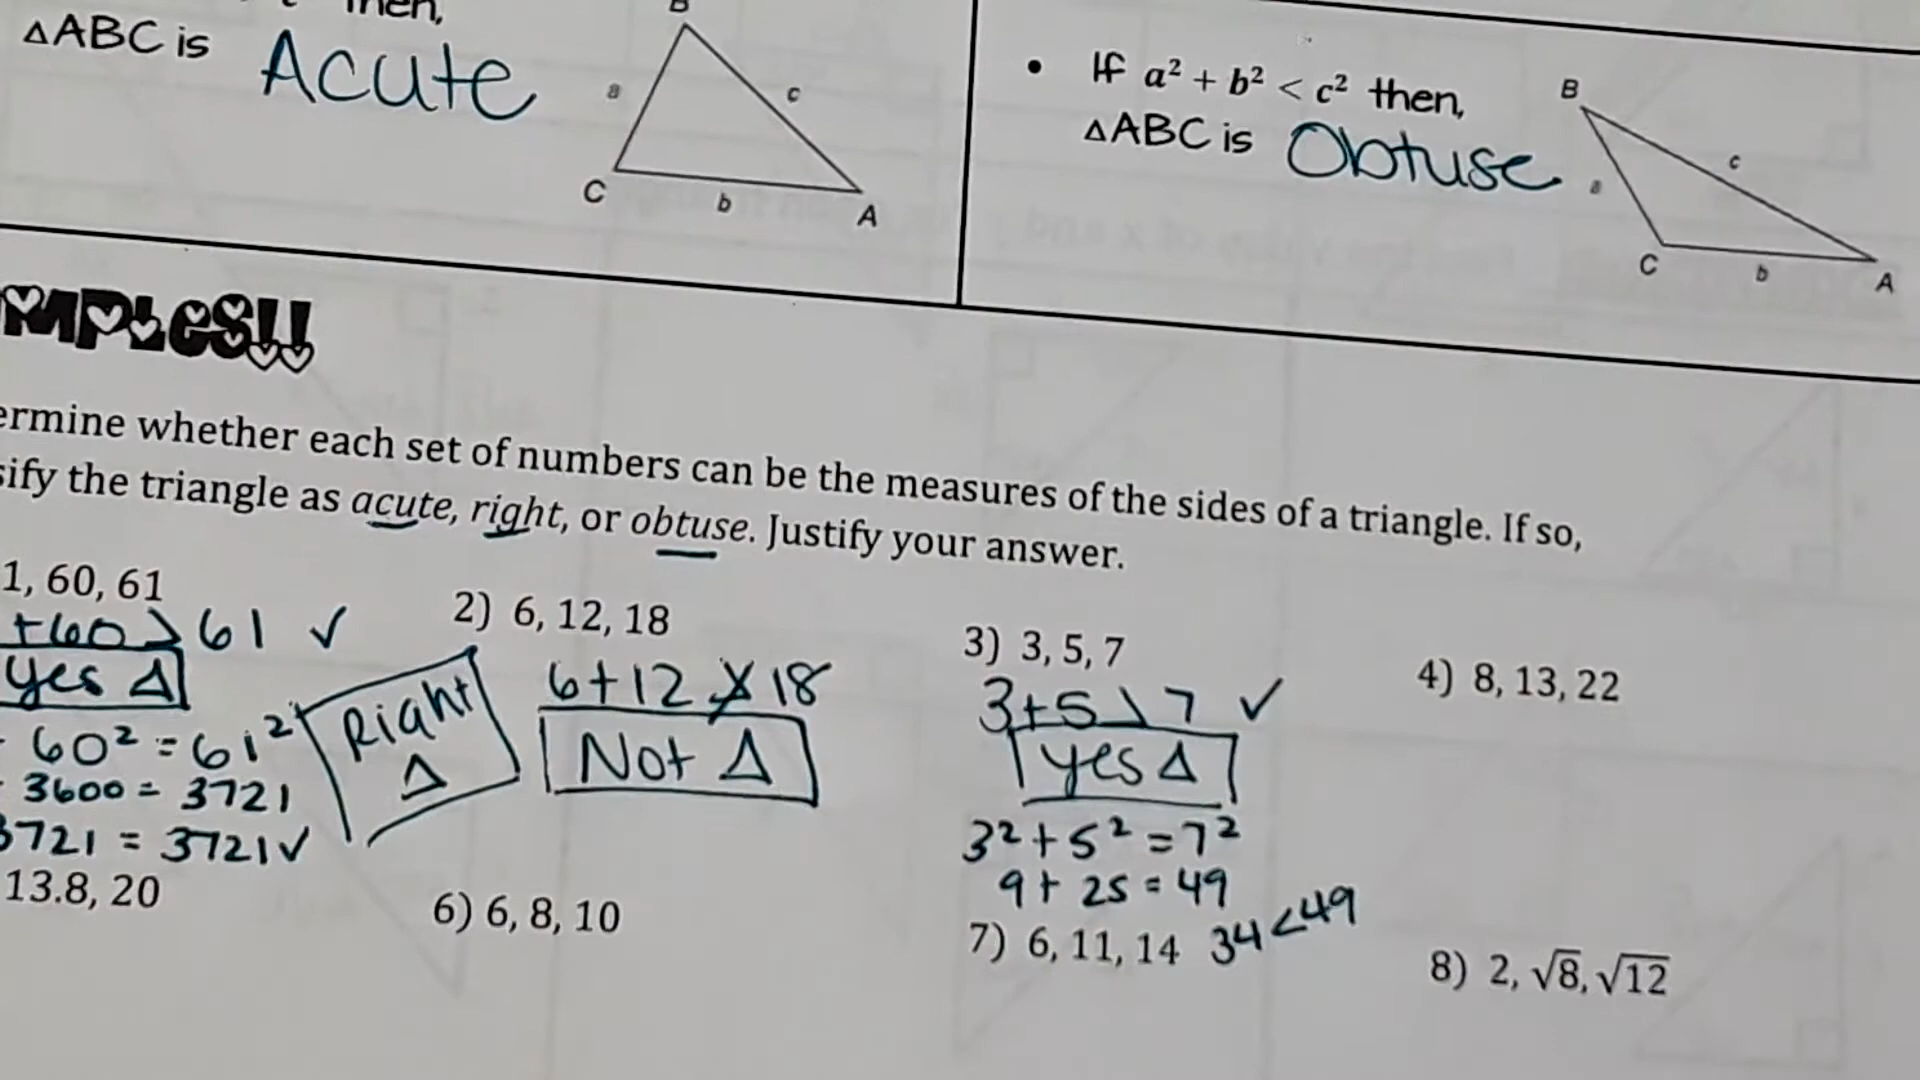 then,
△ABC is Acute
B
a
c
C
b
A
• If a² + b² < c² then,
△ABC is Obtuse
B
c
a
C
b
A
mples!!
ermine whether each set of numbers can be the measures of the sides of a triangle. If so,
sify the triangle as acute, right, or obtuse. Justify your answer.
1, 60, 61
+60 > 61 ✓
Yes △
60² = 61²
3600 = 3721
3721 = 3721 ✓
Right
△
2) 6, 12, 18
6+12 ≯ 18
Not △
3) 3, 5, 7
3+5 > 7 ✓
Yes △
3² + 5² = 7²
9 + 25 = 49
34 < 49
4) 8, 13, 22
13.8, 20
6) 6, 8, 10
7) 6, 11, 14
8) 2, √8, √12